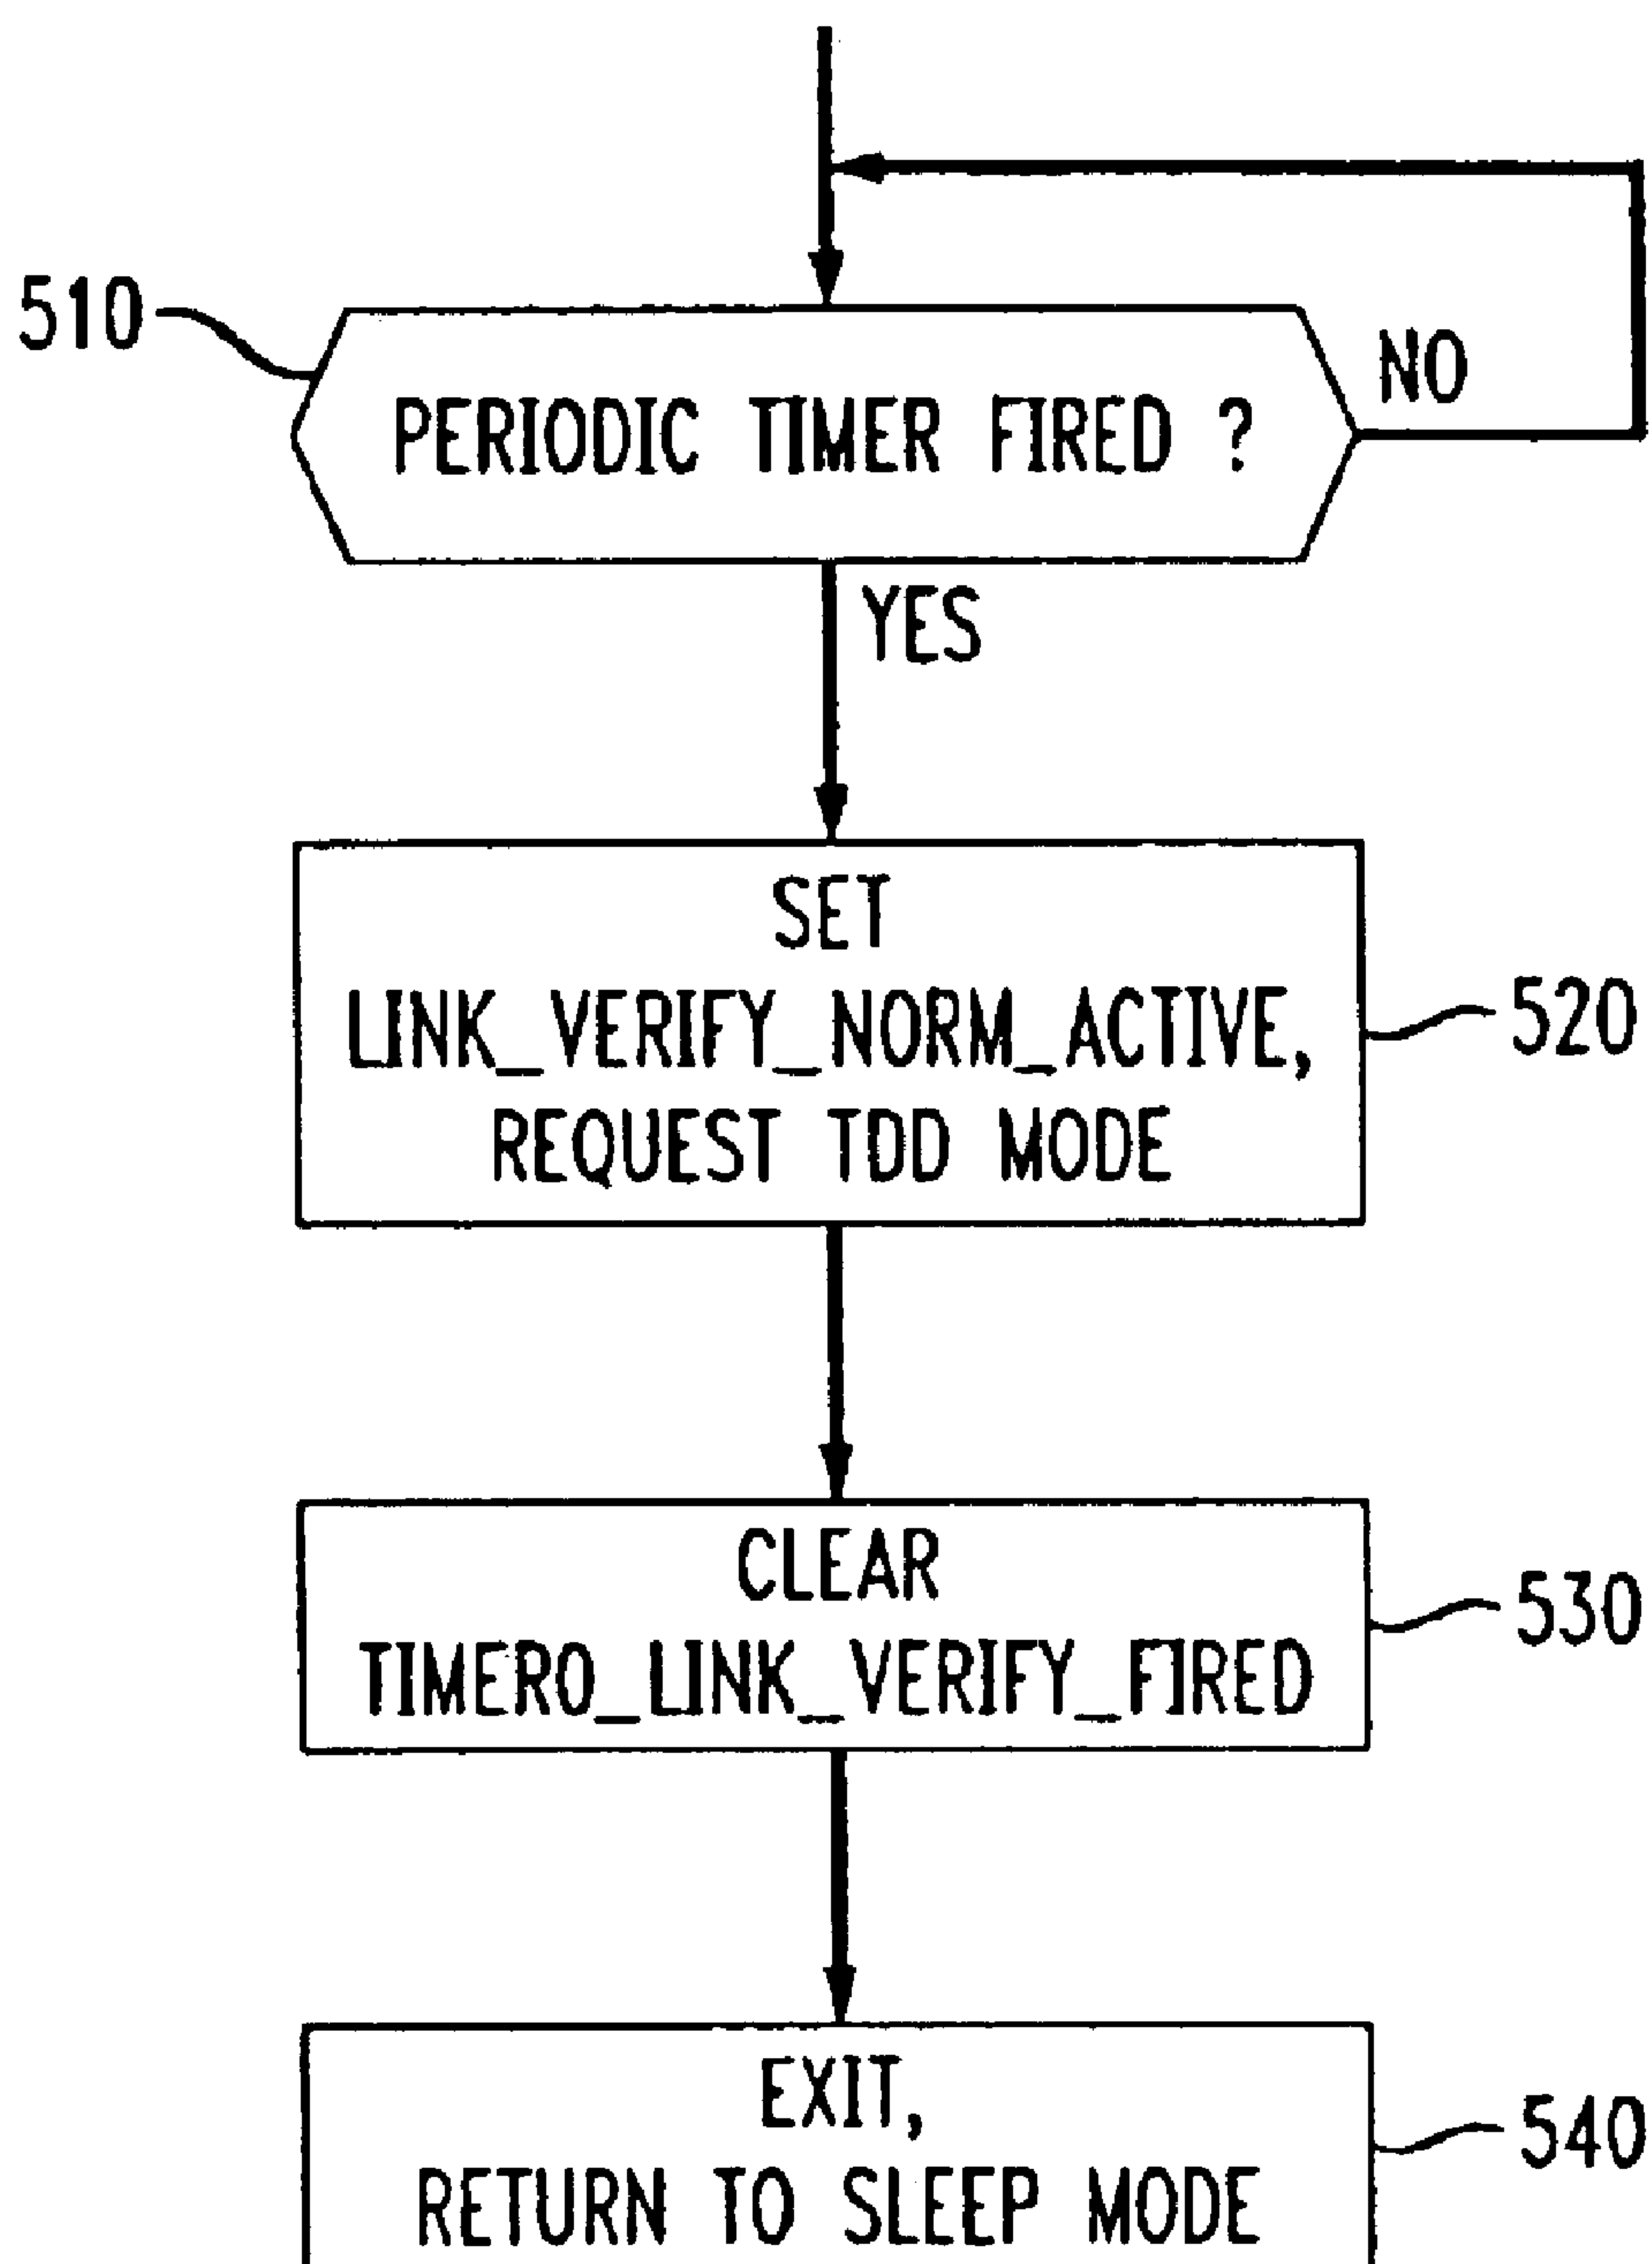 510
PERIODIC TIMER FIRED ?
NO
YES
SET
LINK_VERIFY_NORM_ACTIVE,
REQUEST TDD MODE
520
CLEAR
TIMERO_LINK_VERIFY_FIRED
530
EXIT,
RETURN TO SLEEP MODE
540